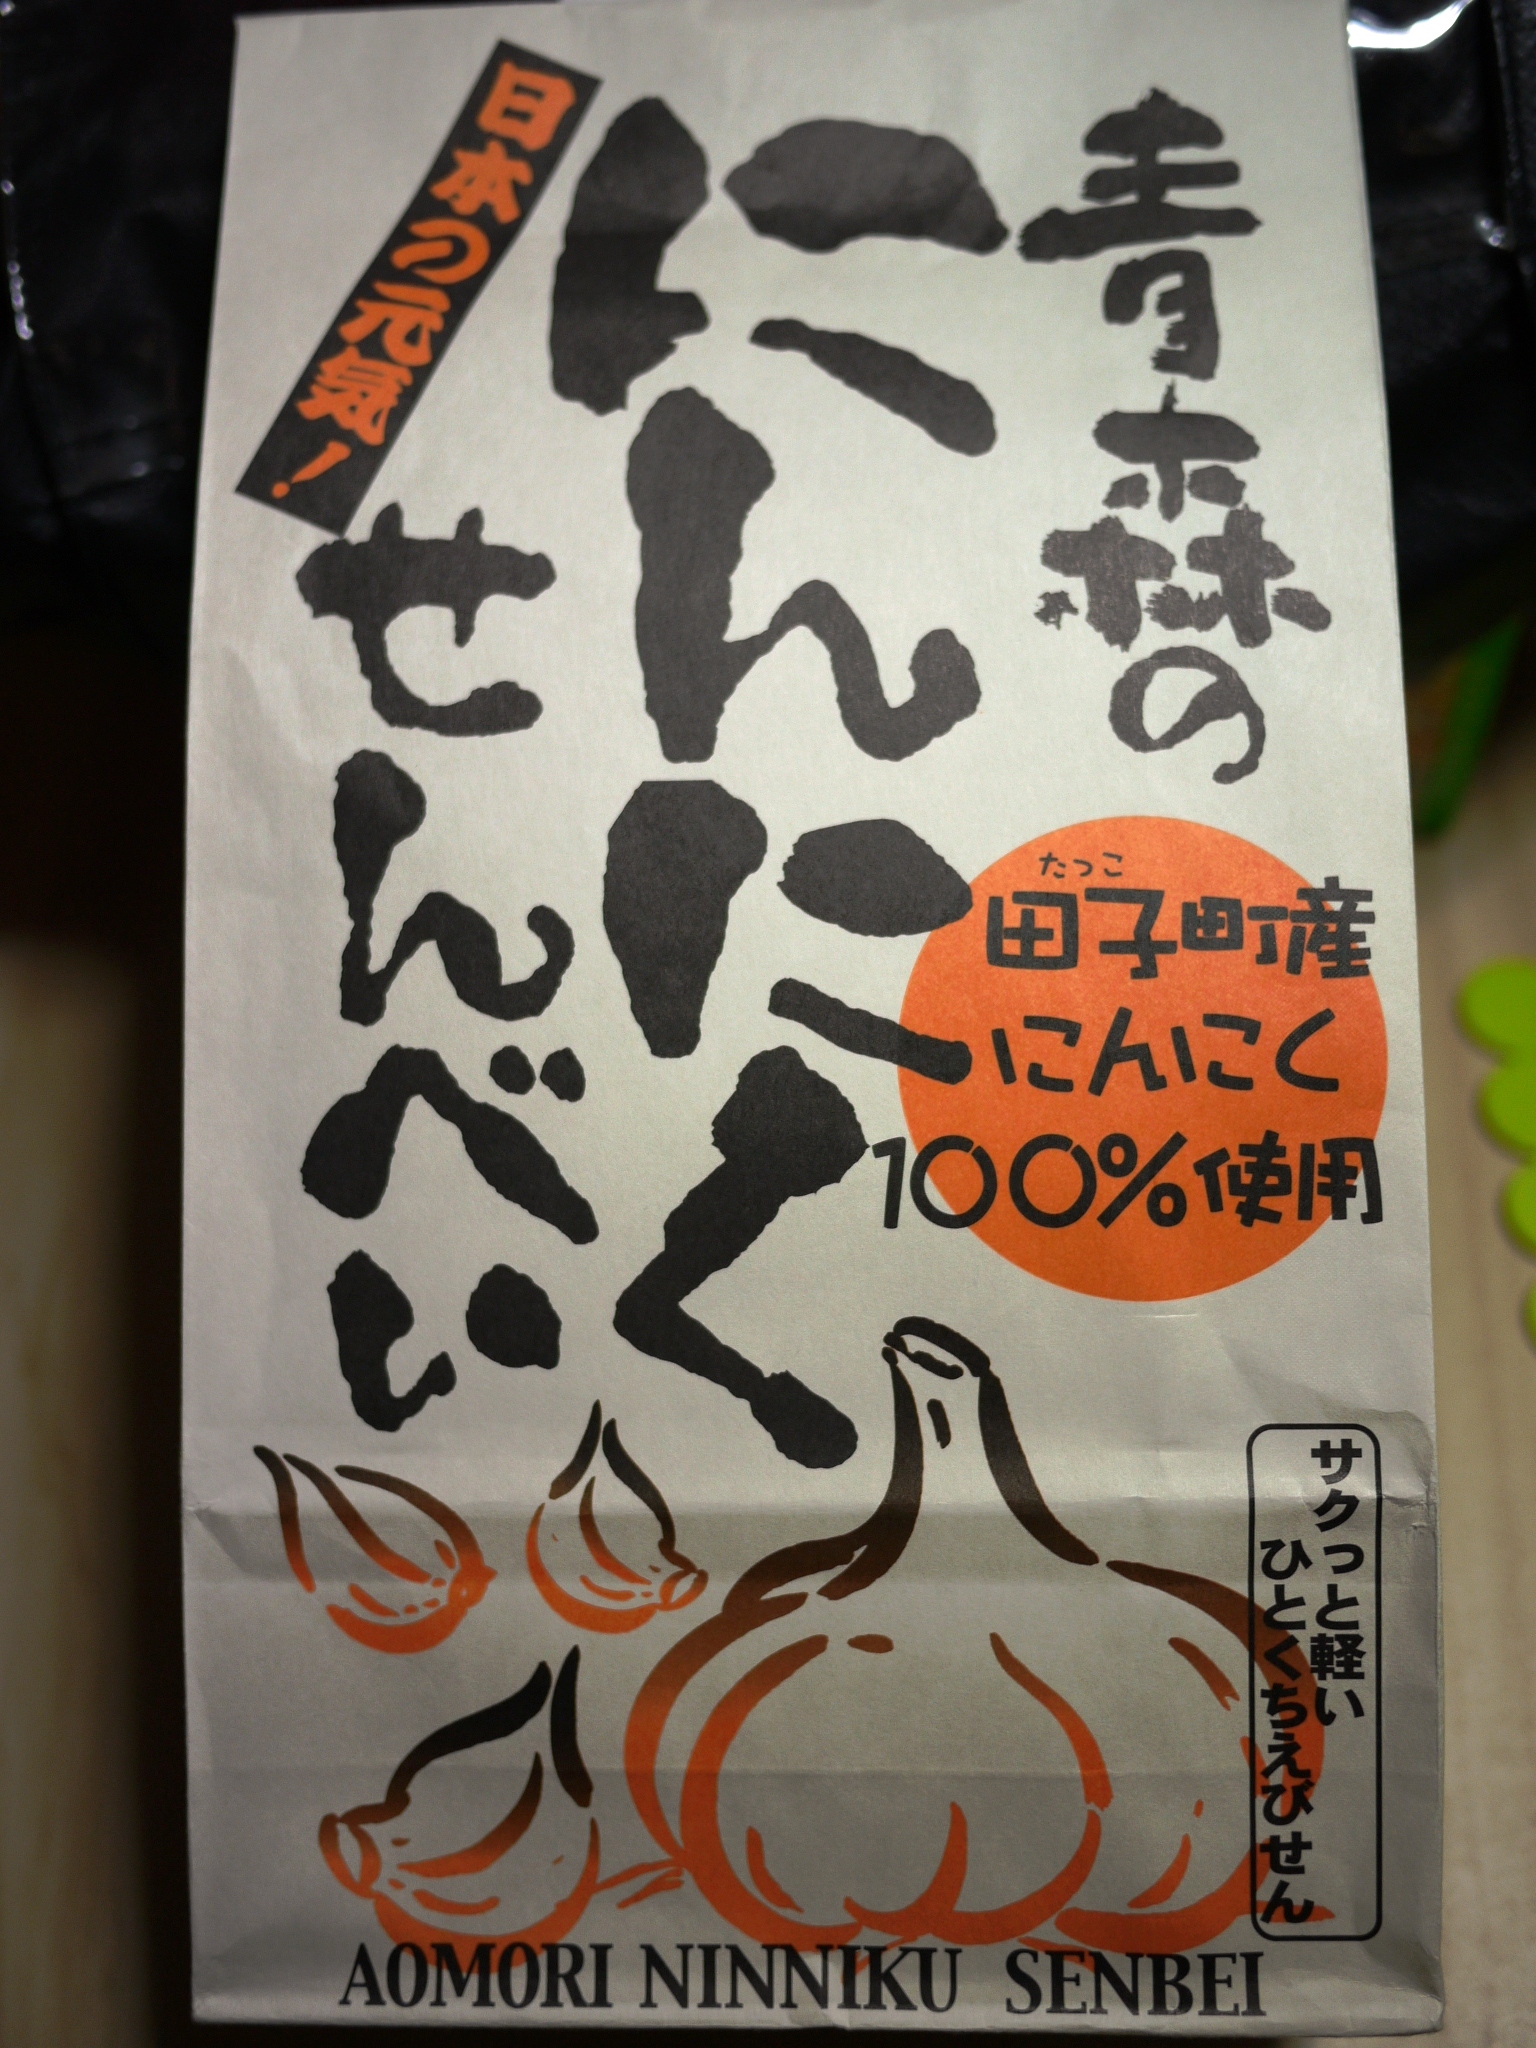 青森の
にんにく
せんべい
日本の元気!
たっこ
田子町産
にんにく
100%使用
サクっと軽い
ひとくちえびせん
AOMORI NINNIKU SENBEI